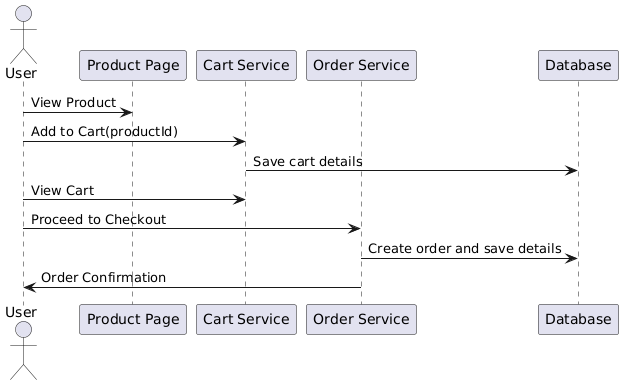 User
Product Page
Cart Service
Order Service
Database
View Product
Add to Cart(productId)
Save cart details
View Cart
Proceed to Checkout
Create order and save details
Order Confirmation
User
Product Page
Cart Service
Order Service
Database